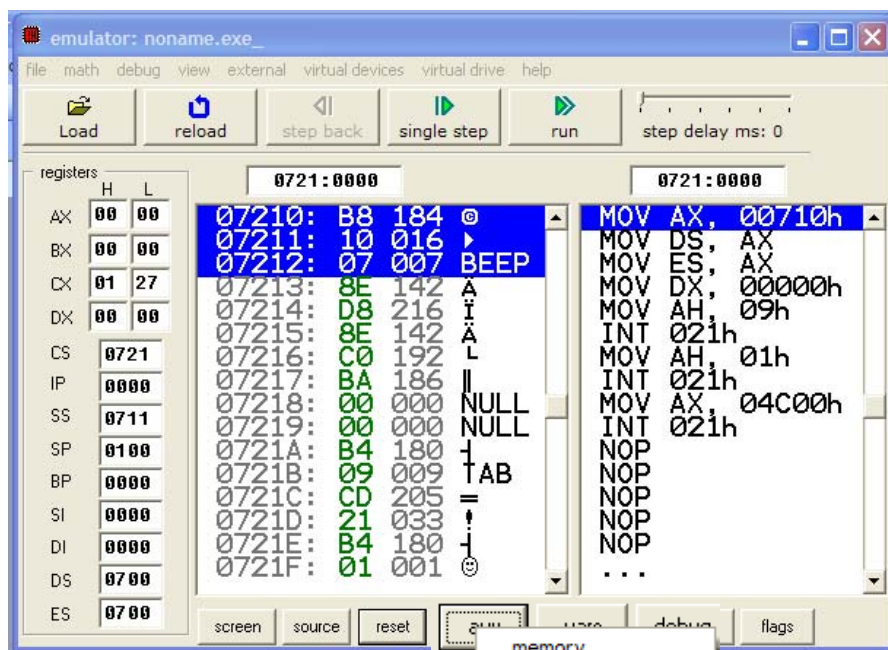 emulator: noname.exe_
file math debug view external virtual devices virtual drive help
Load reload step back single step run step delay ms: 0
registers
H L
AX 00 00
BX 00 00
CX 01 27
DX 00 00
CS 0721
IP 0000
SS 0711
SP 0100
BP 0000
SI 0000
DI 0000
DS 0700
ES 0700
0721:0000
07210: B8 184 ©
07211: 10 016 ►
07212: 07 007 BEEP
07213: 8E 142 Ä
07214: D8 216 Ï
07215: 8E 142 Ä
07216: C0 192 └
07217: BA 186 ║
07218: 00 000 NULL
07219: 00 000 NULL
0721A: B4 180 ┤
0721B: 09 009 TAB
0721C: CD 205 ═
0721D: 21 033 !
0721E: B4 180 ┤
0721F: 01 001 ☺
0721:0000
MOV AX, 00710h
MOV DS, AX
MOV ES, AX
MOV DX, 00000h
MOV AH, 09h
INT 021h
MOV AH, 01h
INT 021h
MOV AX, 04C00h
INT 021h
NOP
NOP
NOP
NOP
NOP
...
screen source reset debug flags
memory